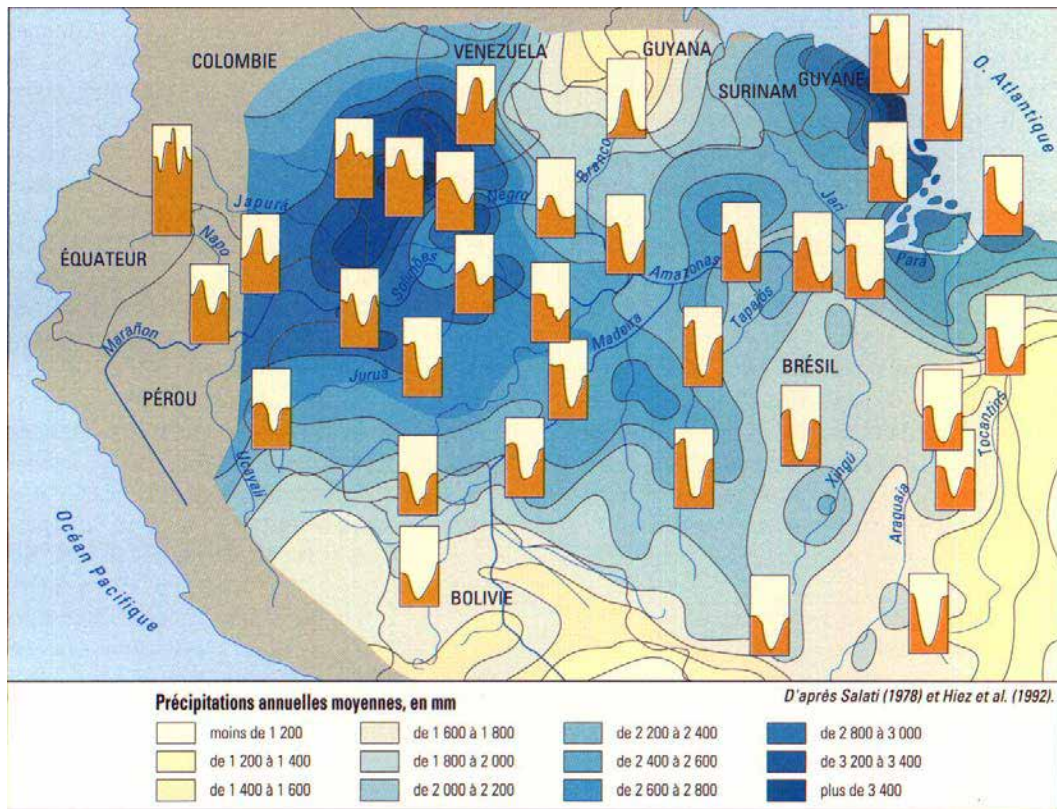 COLOMBIE
VENEZUELA
GUYANA
SURINAM
GUYANE
O. Atlantique
Branco
Negro
Japurá
Jari
Napo
ÉQUATEUR
Solimões
Amazones
Pará
Marañon
Madeira
Tapajós
Jurua
BRÉSIL
PÉROU
Tocantins
Ucayali
Xingú
Araguaia
Océan Pacifique
BOLIVIE
Précipitations annuelles moyennes, en mm
D'après Salati (1978) et Hiez et al. (1992).
moins de 1 200
de 1 600 à 1 800
de 2 200 à 2 400
de 2 800 à 3 000
de 1 200 à 1 400
de 1 800 à 2 000
de 2 400 à 2 600
de 3 200 à 3 400
de 1 400 à 1 600
de 2 000 à 2 200
de 2 600 à 2 800
plus de 3 400